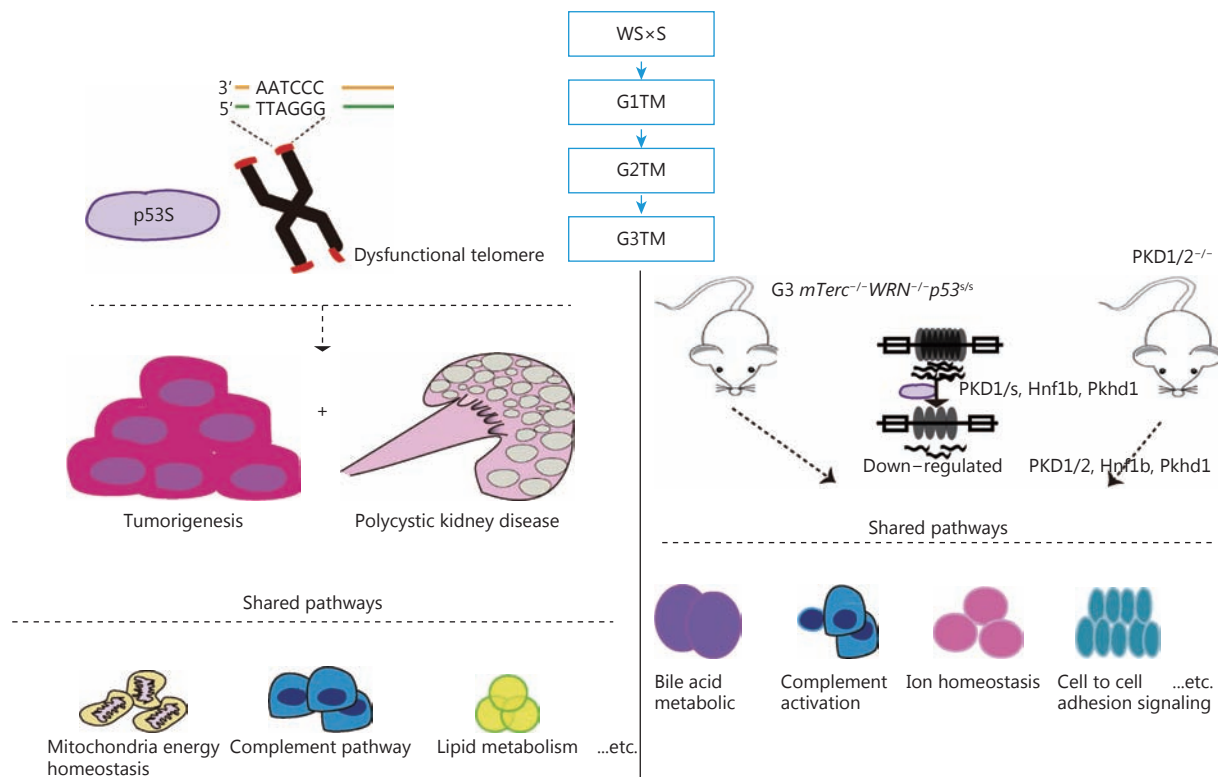 WS×S
G1TM
G2TM
G3TM
3′ AATCCC
5′ TTAGGG
p53S
Dysfunctional telomere
+
Tumorigenesis
Polycystic kidney disease
Shared pathways
Mitochondria energy
homeostasis
Complement pathway
Lipid metabolism
...etc.
PKD1/2⁻/⁻
G3 mTerc⁻/⁻WRN⁻/⁻p53ˢ/ˢ
PKD1/s, Hnf1b, Pkhd1
Down−regulated
PKD1/2, Hnf1b, Pkhd1
Shared pathways
Bile acid
metabolic
Complement
activation
Ion homeostasis
Cell to cell
adhesion signaling
...etc.